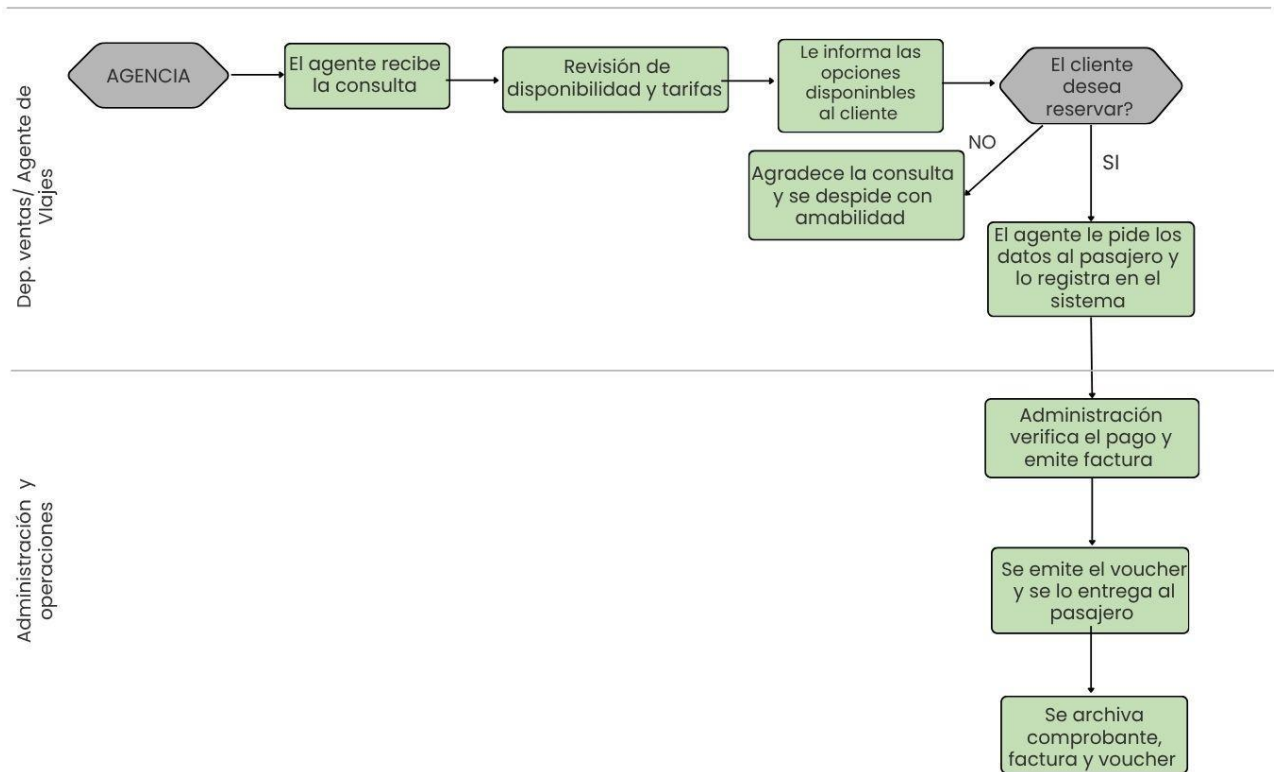 Dep. ventas/ Agente de
VIajes
AGENCIA
El agente recibe
la consulta
Revisión de
disponibilidad y tarifas
Le informa las
opciones
disponinbles
al cliente
El cliente
desea
reservar?
NO
SI
Agradece la consulta
y se despide con
amabilidad
El agente le pide los
datos al pasajero y
lo registra en el
sistema
Administración y
operaciones
Administración
verifica el pago y
emite factura
Se emite el voucher
y se lo entrega al
pasajero
Se archiva
comprobante,
factura y voucher